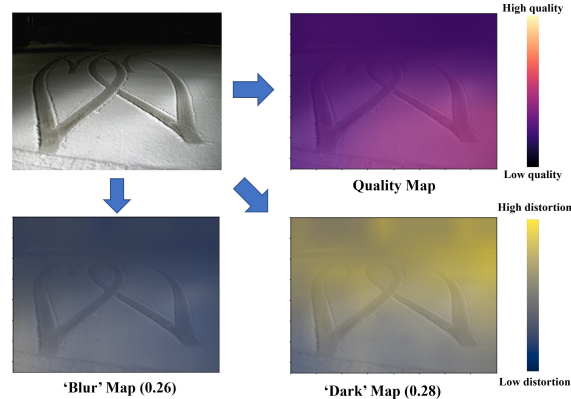 High quality
Low quality
Quality Map
High distortion
Low distortion
‘Blur’ Map (0.26)
‘Dark’ Map (0.28)